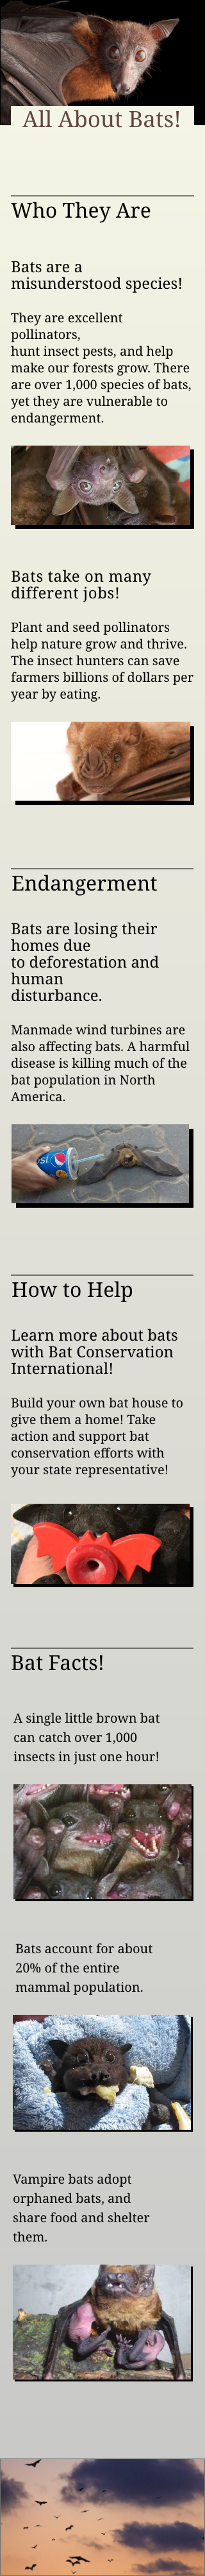 All About Bats!
Who They Are
Bats are a
misunderstood species!
They are excellent
pollinators,
hunt insect pests, and help
make our forests grow. There
are over 1,000 species of bats,
yet they are vulnerable to
endangerment.
Bats take on many
different jobs!
Plant and seed pollinators
help nature grow and thrive.
The insect hunters can save
farmers billions of dollars per
year by eating.
Endangerment
Bats are losing their
homes due
to deforestation and
human
disturbance.
Manmade wind turbines are
also affecting bats. A harmful
disease is killing much of the
bat population in North
America.
How to Help
Learn more about bats
with Bat Conservation
International!
Build your own bat house to
give them a home! Take
action and support bat
conservation efforts with
your state representative!
Bat Facts!
A single little brown bat
can catch over 1,000
insects in just one hour!
Bats account for about
20% of the entire
mammal population.
Vampire bats adopt
orphaned bats, and
share food and shelter
them.